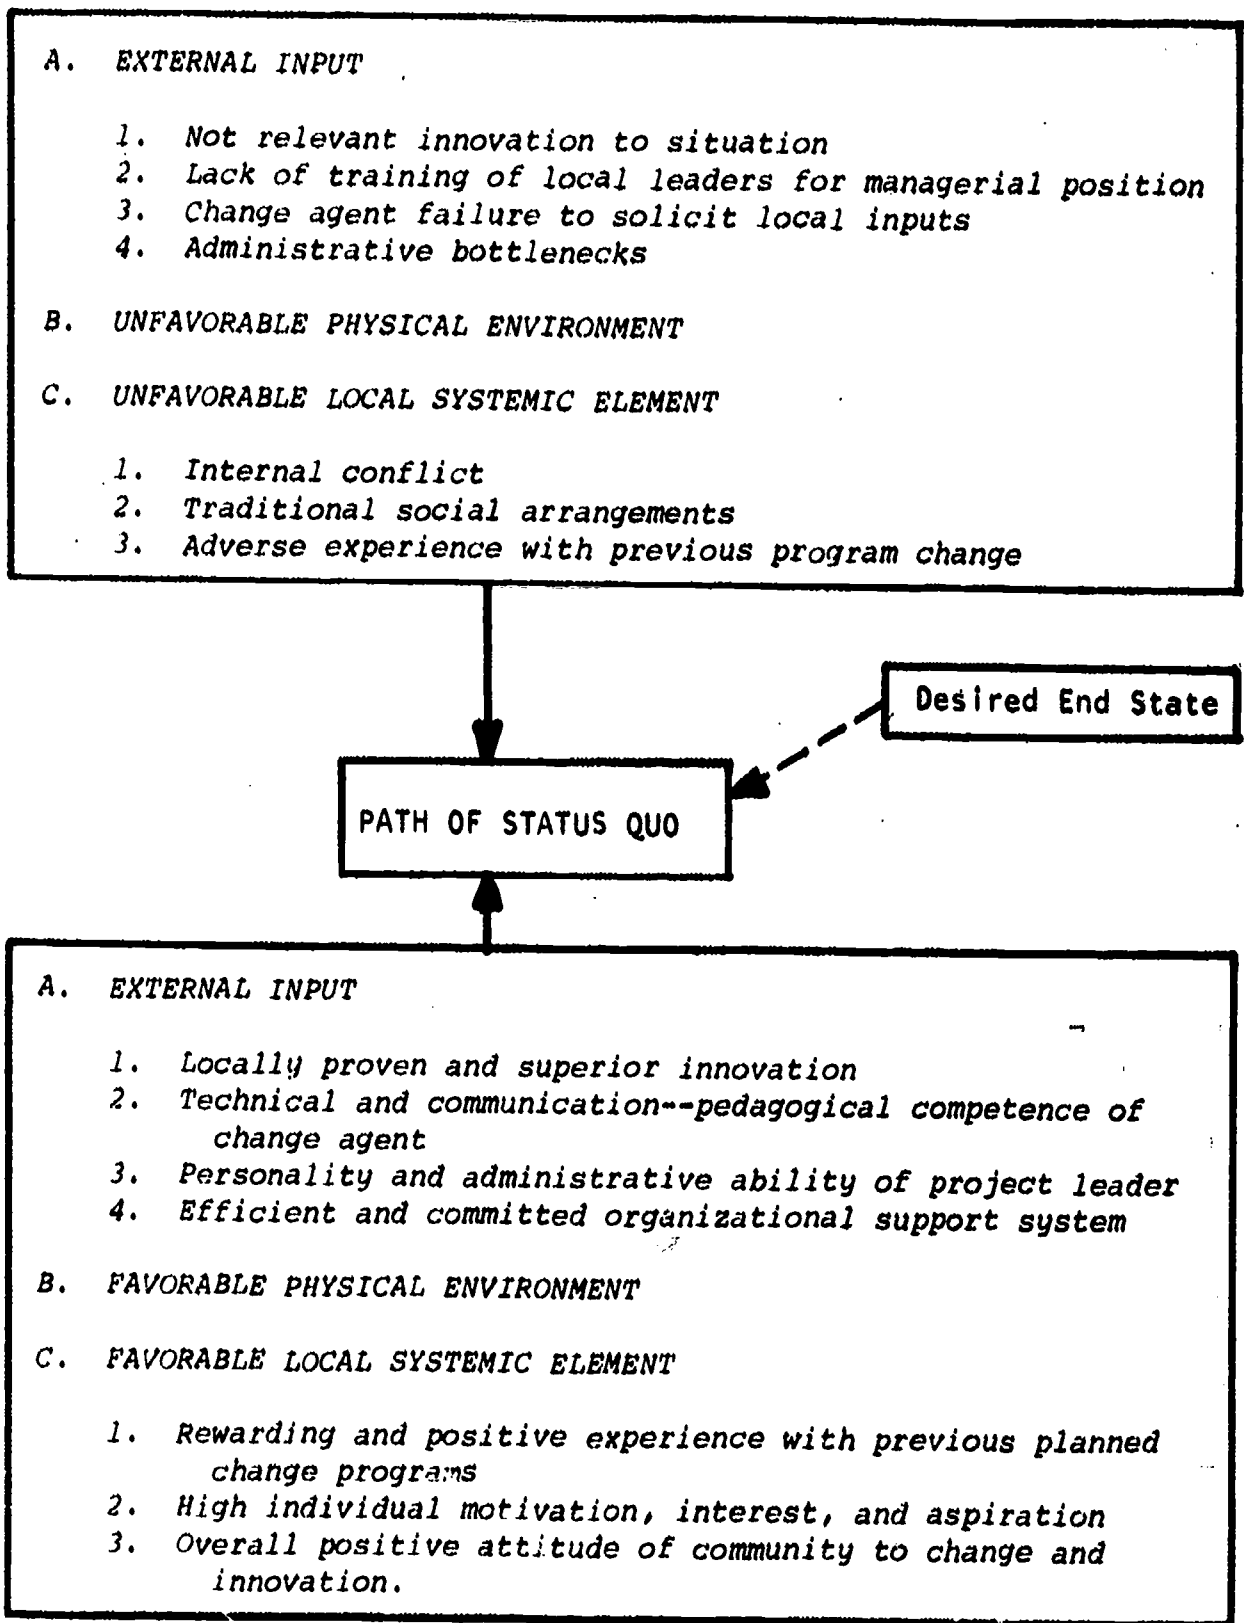 A. EXTERNAL INPUT
1. Not relevant innovation to situation
2. Lack of training of local leaders for managerial position
3. Change agent failure to solicit local inputs
4. Administrative bottlenecks
B. UNFAVORABLE PHYSICAL ENVIRONMENT
C. UNFAVORABLE LOCAL SYSTEMIC ELEMENT
1. Internal conflict
2. Traditional social arrangements
3. Adverse experience with previous program change
Desired End State
PATH OF STATUS QUO
A. EXTERNAL INPUT
1. Locally proven and superior innovation
2. Technical and communication--pedagogical competence of
change agent
3. Personality and administrative ability of project leader
4. Efficient and committed organizational support system
B. FAVORABLE PHYSICAL ENVIRONMENT
C. FAVORABLE LOCAL SYSTEMIC ELEMENT
1. Rewarding and positive experience with previous planned
change programs
2. High individual motivation, interest, and aspiration
3. Overall positive attitude of community to change and
innovation.